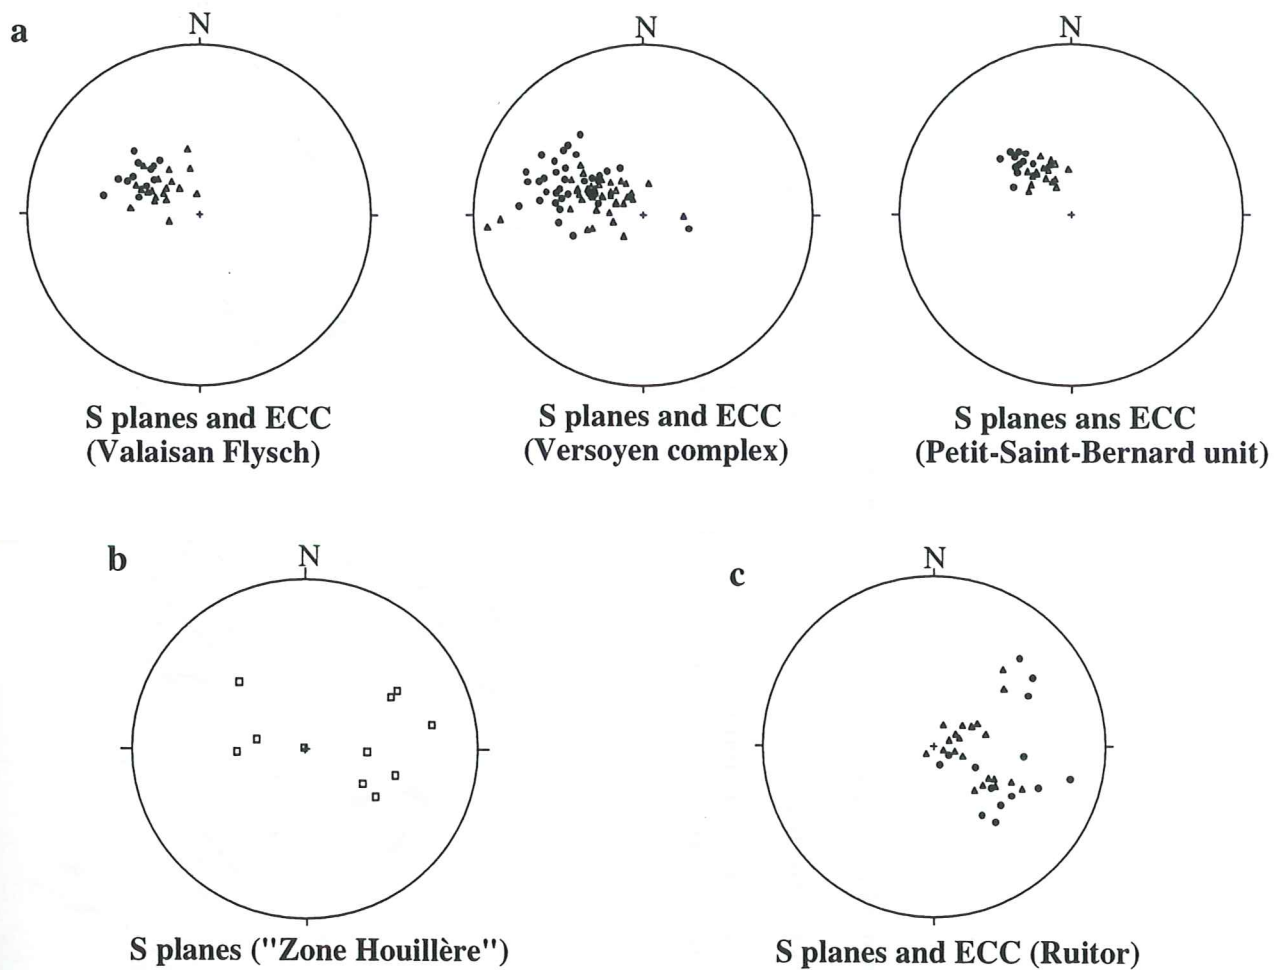 a
N
N
N
S planes and ECC
(Valaisan Flysch)
S planes and ECC
(Versoyen complex)
S planes ans ECC
(Petit-Saint-Bernard unit)
b
N
S planes ("Zone Houillère")
c
N
S planes and ECC (Ruitor)